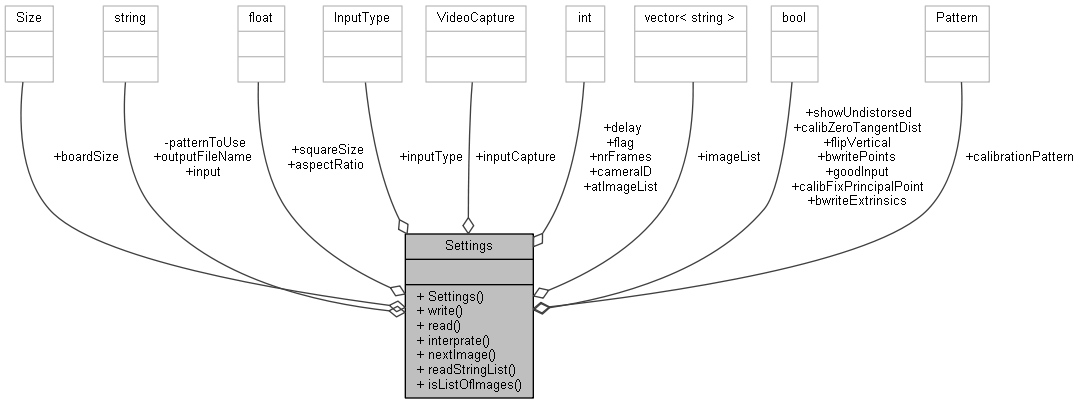 Size
string
float
InputType
VideoCapture
int
vector< string >
bool
Pattern
+boardSize
-patternToUse
+outputFileName
+input
+squareSize
+aspectRatio
+inputType
+inputCapture
+delay
+flag
+nrFrames
+cameraID
+atImageList
+imageList
+showUndistorsed
+calibZeroTangentDist
+flipVertical
+bwritePoints
+goodInput
+calibFixPrincipalPoint
+bwriteExtrinsics
+calibrationPattern
Settings
+ Settings()
+ write()
+ read()
+ interprate()
+ nextImage()
+ readStringList()
+ isListOfImages()